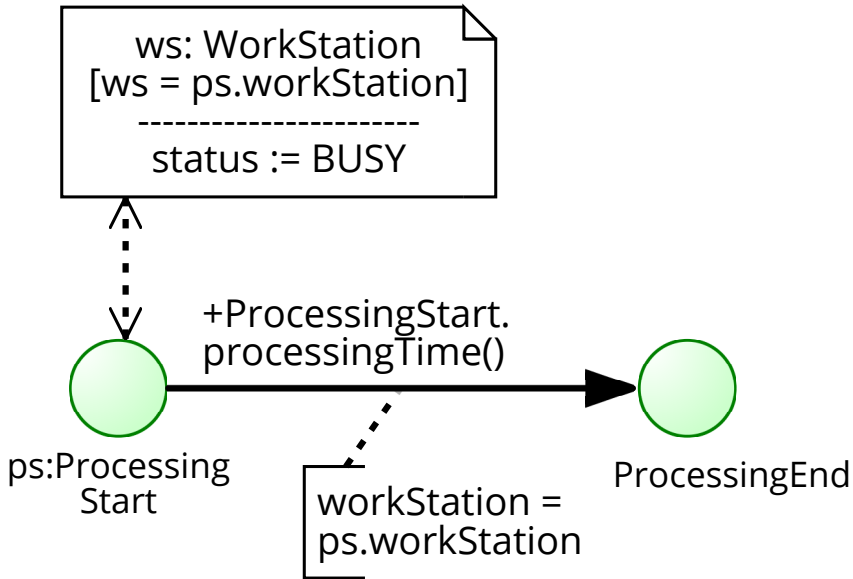 ws: WorkStation
[ws = ps.workStation]
-----------------------
status := BUSY
+ProcessingStart.
processingTime()
ps:Processing
Start
ProcessingEnd
workStation =
ps.workStation